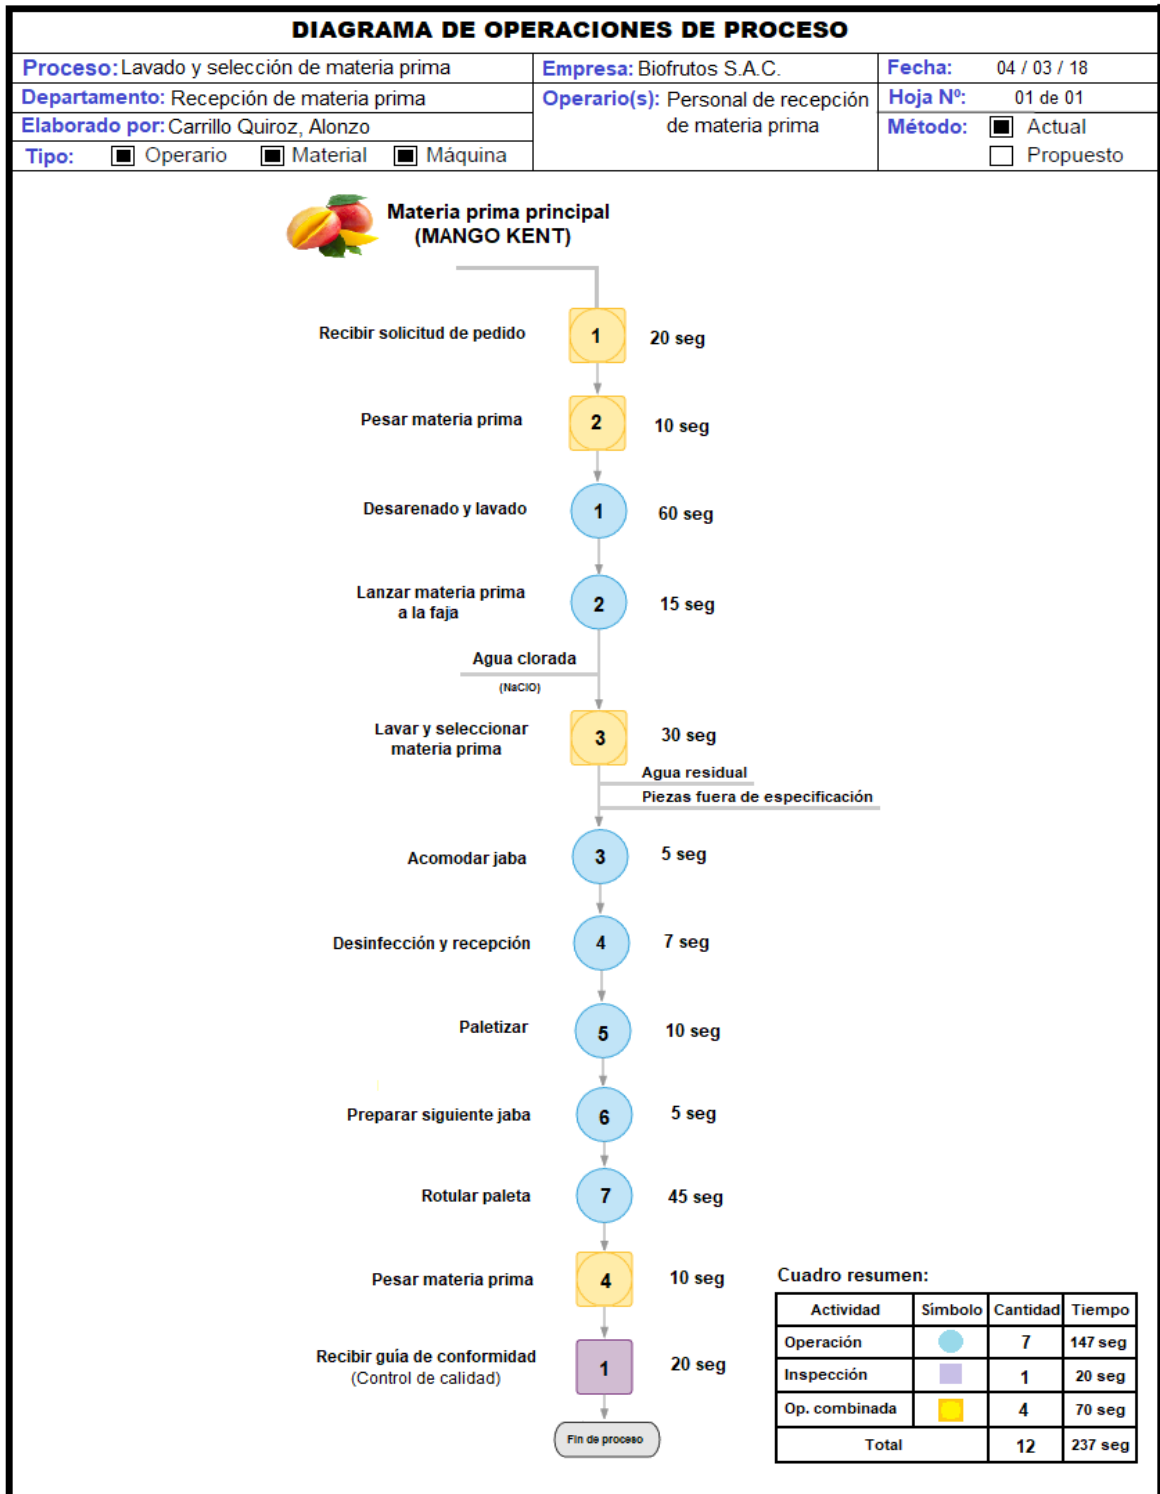 DIAGRAMA DE OPERACIONES DE PROCESO
Proceso: Lavado y selección de materia prima
Empresa: Biofrutos S.A.C.
Fecha: 04 / 03 / 18
Departamento: Recepción de materia prima
Operario(s): Personal de recepción
de materia prima
Hoja Nº: 01 de 01
Elaborado por: Carrillo Quiroz, Alonzo
Método: Actual
Propuesto
Tipo: Operario Material Máquina
Materia prima principal
(MANGO KENT)
Recibir solicitud de pedido 1 20 seg
Pesar materia prima 2 10 seg
Desarenado y lavado 1 60 seg
Lanzar materia prima
a la faja 2 15 seg
Agua clorada
(NaClO)
Lavar y seleccionar
materia prima 3 30 seg
Agua residual
Piezas fuera de especificación
Acomodar jaba 3 5 seg
Desinfección y recepción 4 7 seg
Paletizar 5 10 seg
Preparar siguiente jaba 6 5 seg
Rotular paleta 7 45 seg
Pesar materia prima 4 10 seg
Recibir guía de conformidad
(Control de calidad) 1 20 seg
Fin de proceso
Cuadro resumen:
Actividad Símbolo Cantidad Tiempo
Operación 7 147 seg
Inspección 1 20 seg
Op. combinada 4 70 seg
Total 12 237 seg